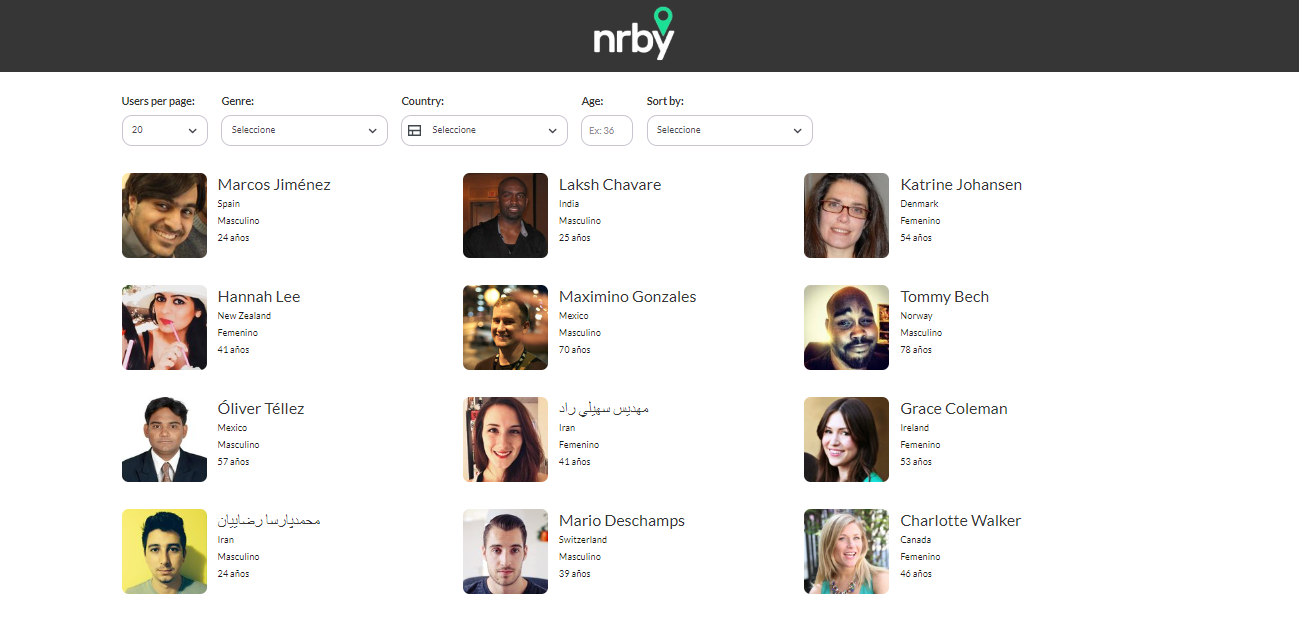 nrby
Users per page:
Genre:
Country:
Age:
Sort by:
20
Seleccione
Seleccione
Ex: 36
Seleccione
Marcos Jiménez
Spain
Masculino
24 años
Laksh Chavare
India
Masculino
25 años
Katrine Johansen
Denmark
Femenino
54 años
Hannah Lee
New Zealand
Femenino
41 años
Maximino Gonzales
Mexico
Masculino
70 años
Tommy Bech
Norway
Masculino
78 años
Óliver Téllez
Mexico
Masculino
57 años
مهدیس سهيلي راد
Iran
Femenino
41 años
Grace Coleman
Ireland
Femenino
53 años
محمدپارسا رضاییان
Iran
Masculino
24 años
Mario Deschamps
Switzerland
Masculino
39 años
Charlotte Walker
Canada
Femenino
46 años